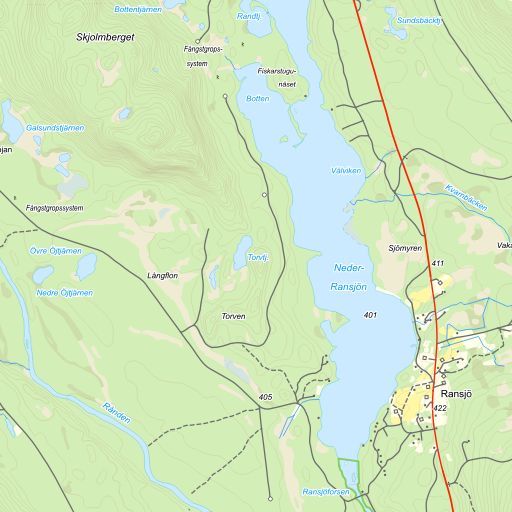 Bottentjärnen
Randtj.
Sundsbäcktj
Skjolmberget
Fångstgrops-
system
Fiskarstugu-
näset
Botten
Galsundstjärnen
Välviken
Kvarnbäcken
Fångstgropssystem
Sjömyren
Vaka
Övre Öjtjärnen
Torvtj.
411
Långflon
Neder-
Ransjön
Nedre Öjtjärnen
Torven
401
405
Ransjö
422
Rånden
Ransjöforsen